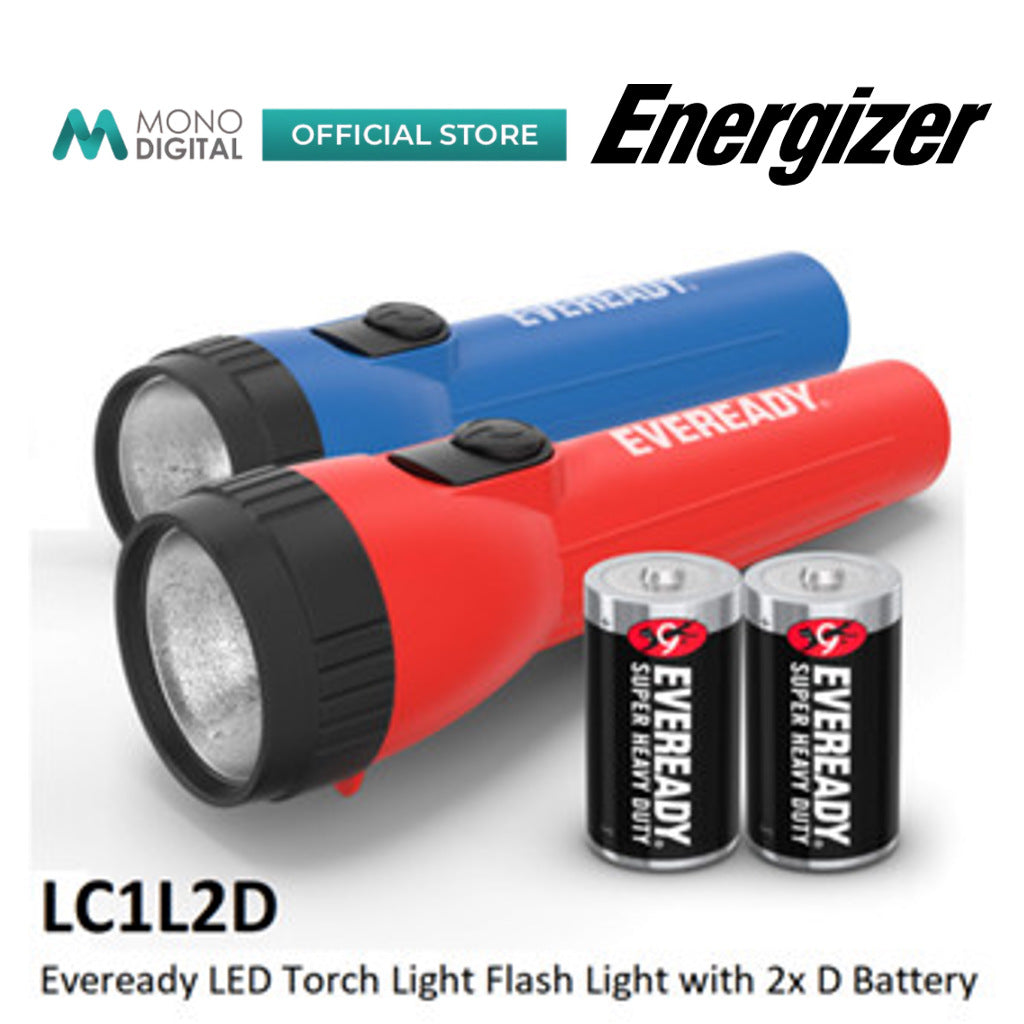 MONO
DIGITAL
OFFICIAL STORE
Energizer
EVEREADY
EVEREADY
EVEREADY
SUPER HEAVY DUTY
EVEREADY
SUPER HEAVY DUTY
LC1L2D
Eveready LED Torch Light Flash Light with 2x D Battery